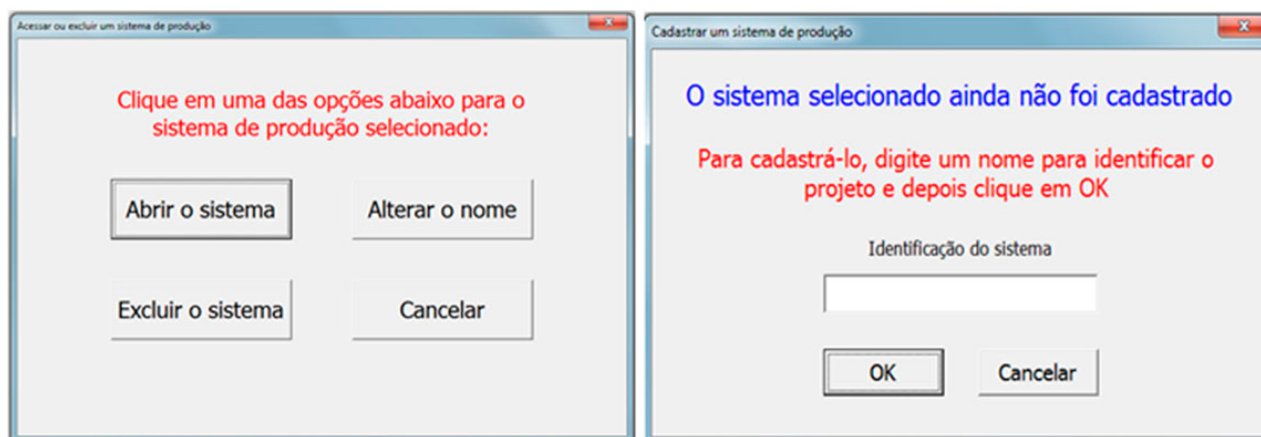 Acessar ou excluir um sistema de produção
Clique em uma das opções abaixo para o
sistema de produção selecionado:
Abrir o sistema
Alterar o nome
Excluir o sistema
Cancelar
Cadastrar um sistema de produção
O sistema selecionado ainda não foi cadastrado
Para cadastrá-lo, digite um nome para identificar o
projeto e depois clique em OK
Identificação do sistema
OK
Cancelar